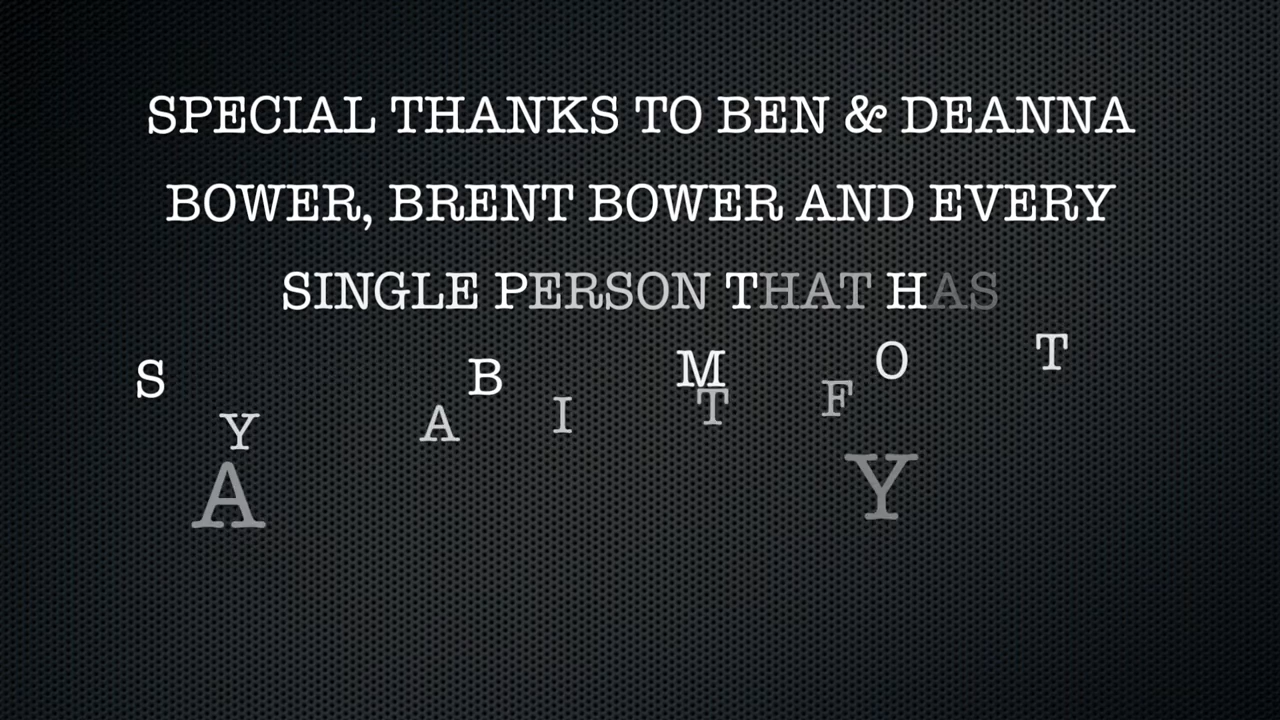 SPECIAL THANKS TO BEN & DEANNA
BOWER, BRENT BOWER AND EVERY
SINGLE PERSON THAT HAS
S B M O T
Y A I T F
A Y